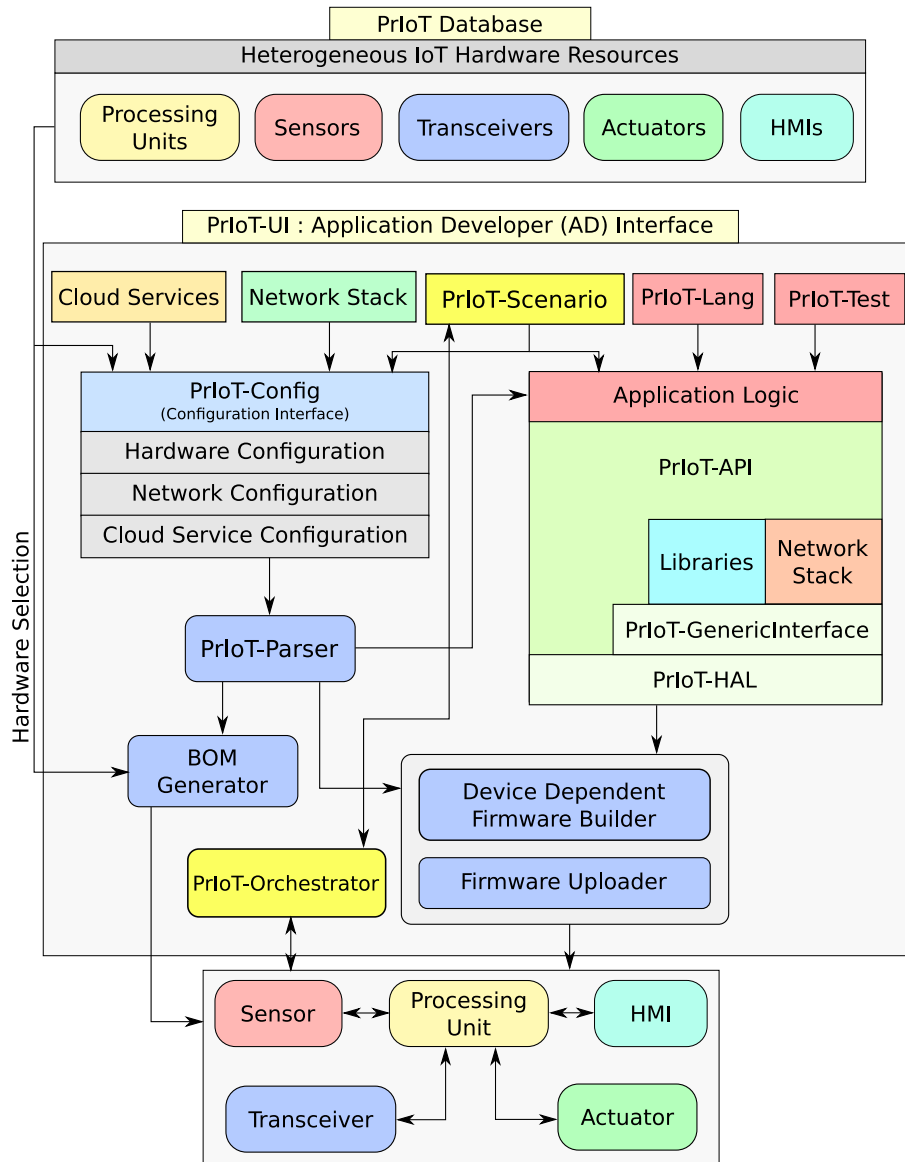 PrIoT Database
Heterogeneous IoT Hardware Resources
Processing
Units
Sensors
Transceivers
Actuators
HMIs
PrIoT-UI : Application Developer (AD) Interface
Cloud Services
Network Stack
PrIoT-Scenario
PrIoT-Lang
PrIoT-Test
PrIoT-Config
(Configuration Interface)
Hardware Configuration
Network Configuration
Cloud Service Configuration
Application Logic
PrIoT-API
Libraries
Network
Stack
PrIoT-GenericInterface
PrIoT-HAL
Hardware Selection
PrIoT-Parser
BOM
Generator
Device Dependent
Firmware Builder
Firmware Uploader
PrIoT-Orchestrator
Sensor
Processing
Unit
HMI
Transceiver
Actuator